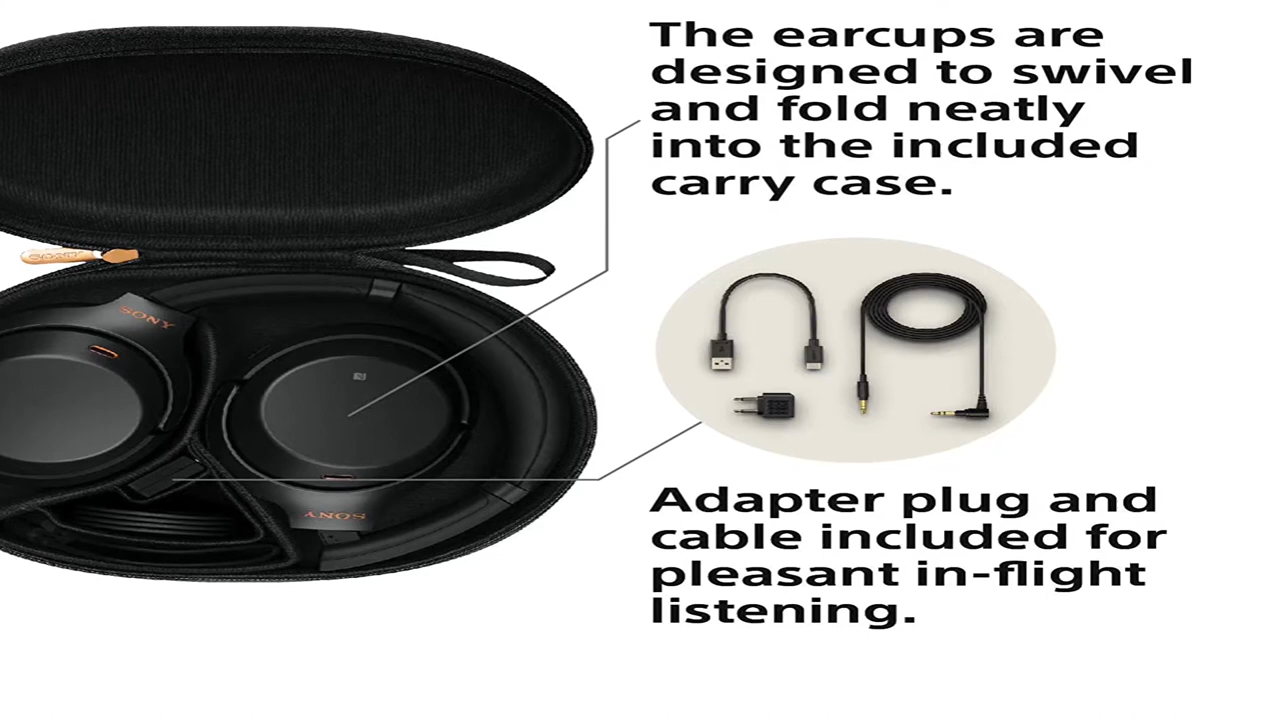 The earcups are
designed to swivel
and fold neatly
into the included
carry case.
SONY
SONY
SONY
Adapter plug and
cable included for
pleasant in-flight
listening.